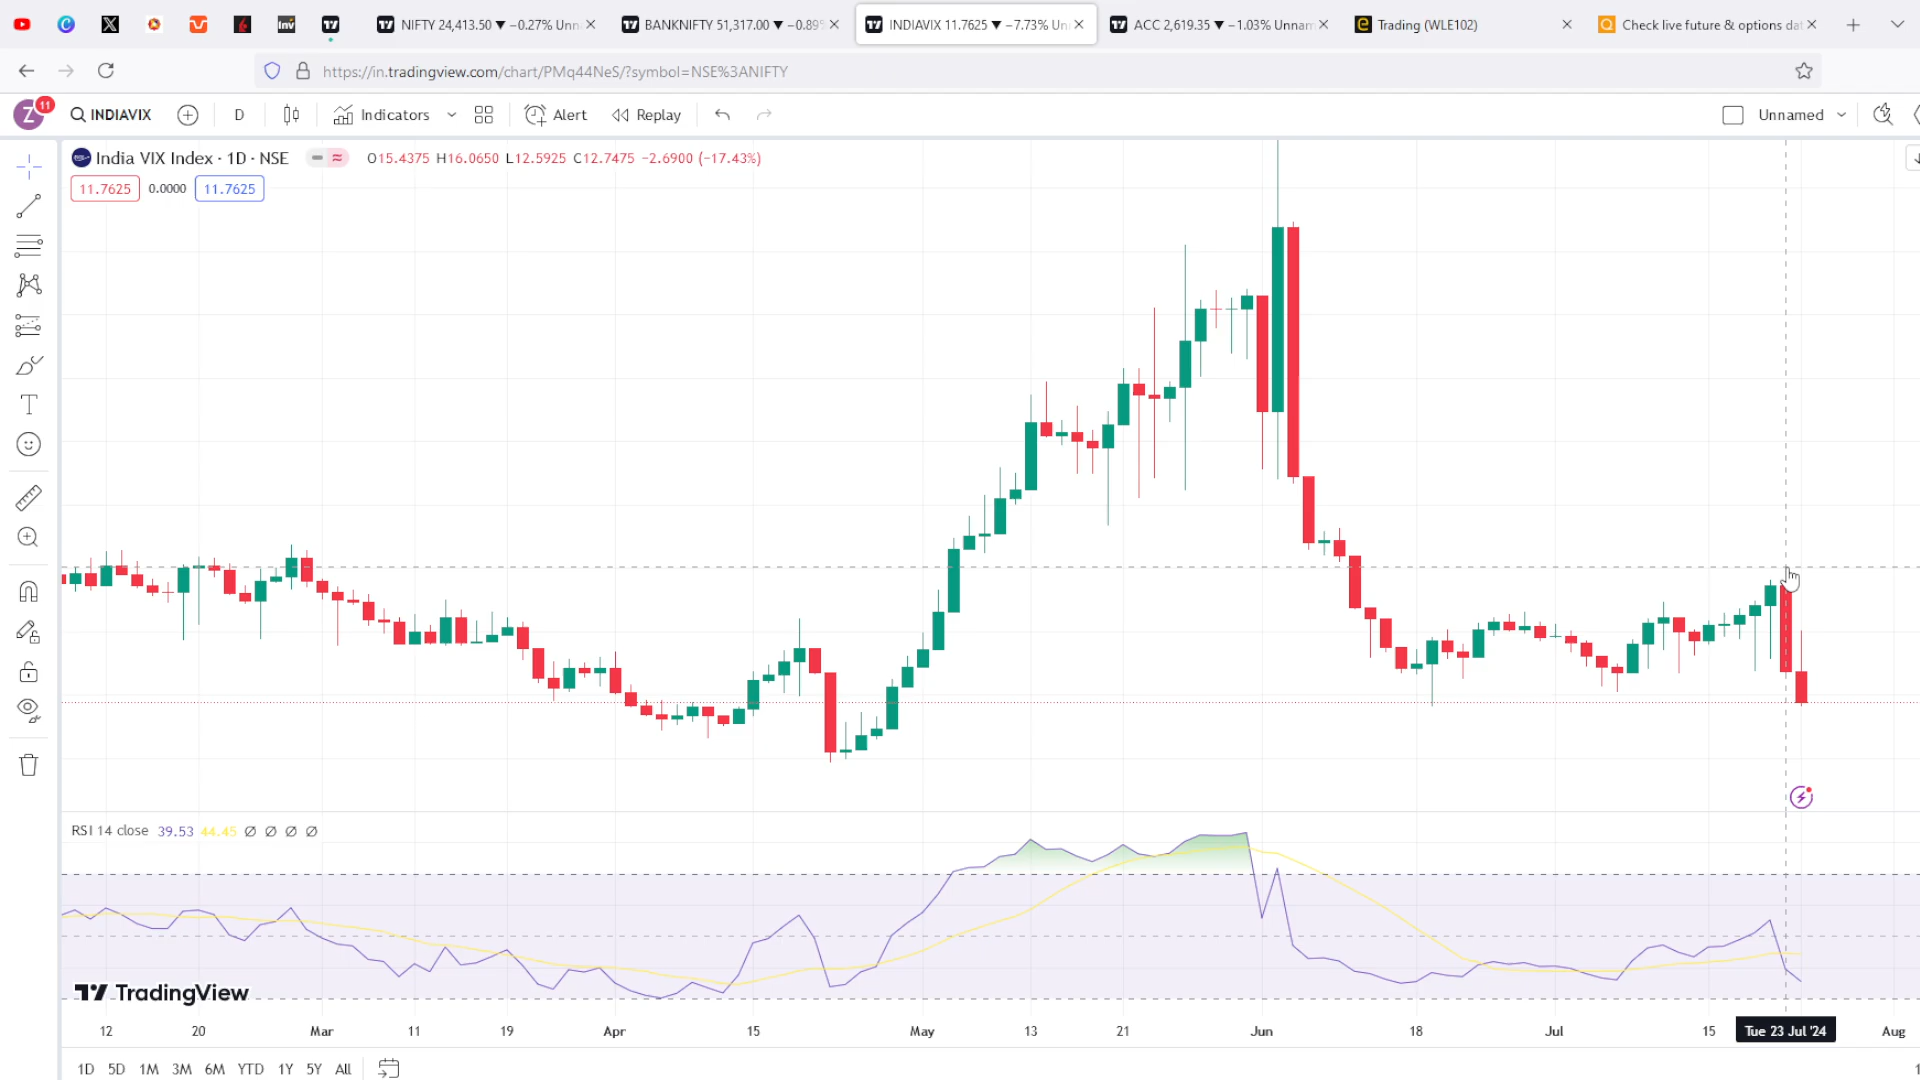 NIFTY 24,413.50 ▼ −0.27% Unn
BANKNIFTY 51,317.00 ▼ −0.89%
INDIAVIX 11.7625 ▼ −7.73% Un
ACC 2,619.35 ▼ −1.03% Unnam
Trading (WLE102)
Check live future & options dat
https://in.tradingview.com/chart/PMq44NeS/?symbol=NSE%3ANIFTY
Z 11 INDIAVIX D Indicators Alert Replay Unnamed
India VIX Index · 1D · NSE O15.4375 H16.0650 L12.5925 C12.7475 −2.6900 (−17.43%)
11.7625 0.0000 11.7625
RSI 14 close 39.53 44.45 Ø Ø Ø Ø
TradingView
12 20 Mar 11 19 Apr 15 May 13 21 Jun 18 Jul 15 Tue 23 Jul '24 Aug
1D 5D 1M 3M 6M YTD 1Y 5Y All